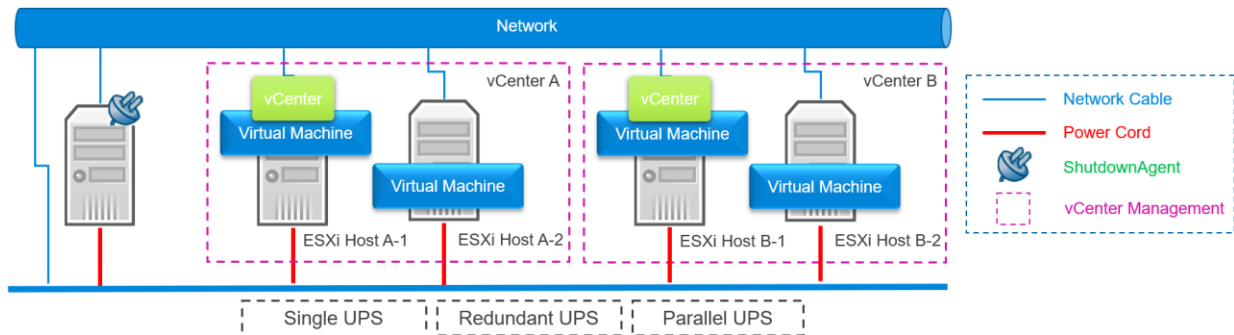 Network
vCenter A
vCenter B
vCenter
Virtual Machine
Virtual Machine
vCenter
Virtual Machine
Virtual Machine
ESXi Host A-1
ESXi Host A-2
ESXi Host B-1
ESXi Host B-2
Network Cable
Power Cord
ShutdownAgent
vCenter Management
Single UPS
Redundant UPS
Parallel UPS